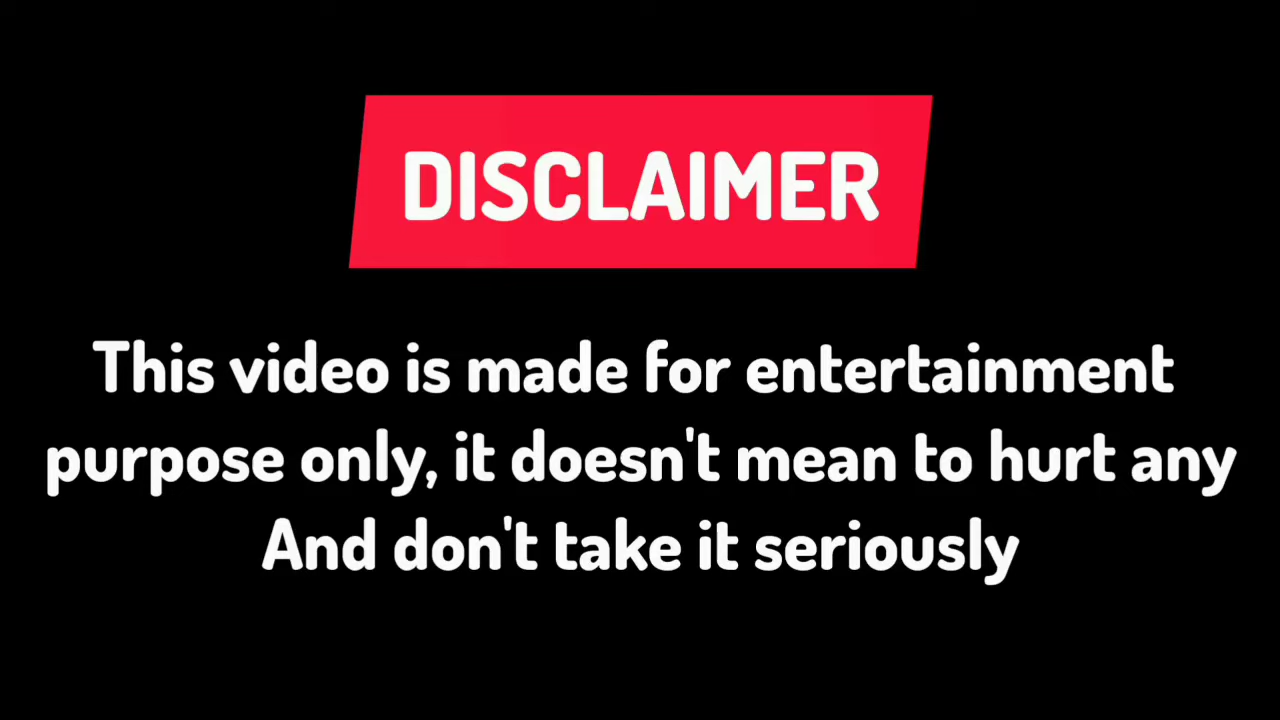 DISCLAIMER
This video is made for entertainment
purpose only, it doesn't mean to hurt any
And don't take it seriously